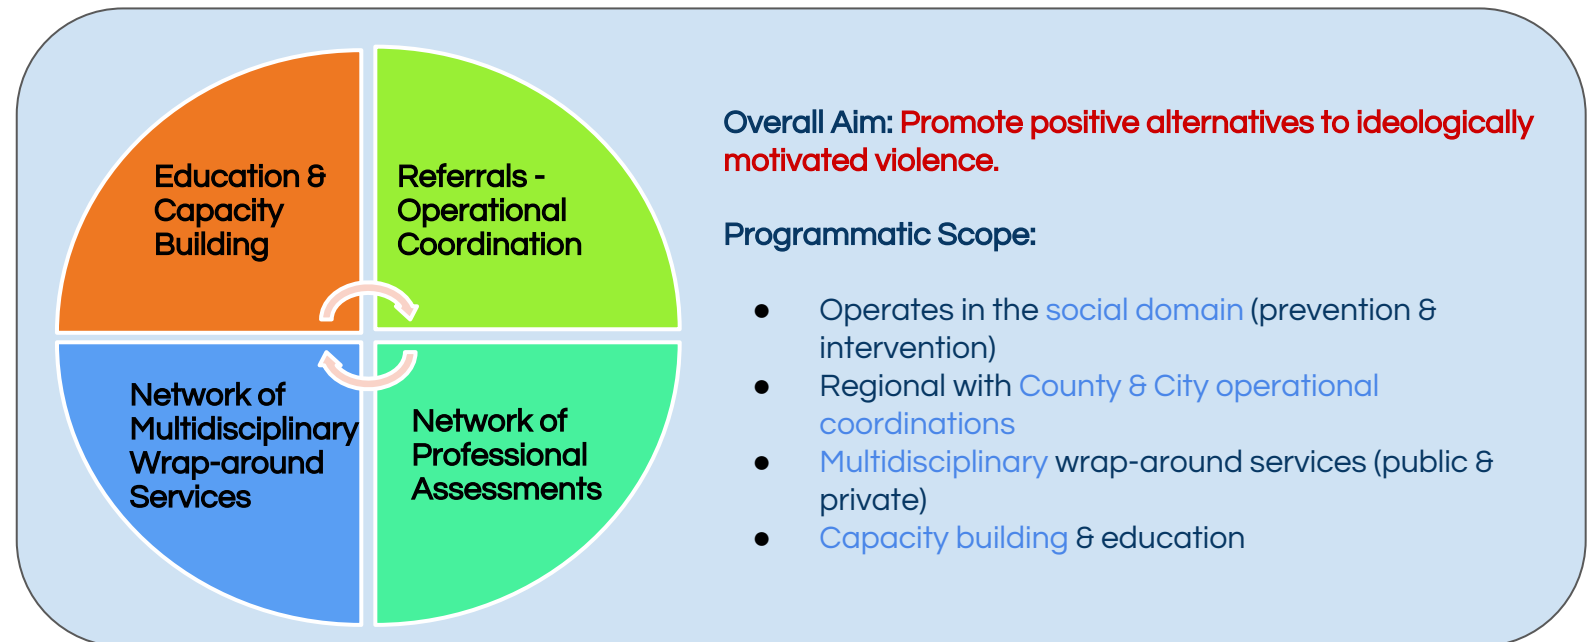 Education &
Capacity
Building
Referrals -
Operational
Coordination
Network of
Multidisciplinary
Wrap-around
Services
Network of
Professional
Assessments
Overall Aim: Promote positive alternatives to ideologically
motivated violence.
Programmatic Scope:
● Operates in the social domain (prevention &
intervention)
● Regional with County & City operational
coordinations
● Multidisciplinary wrap-around services (public &
private)
● Capacity building & education